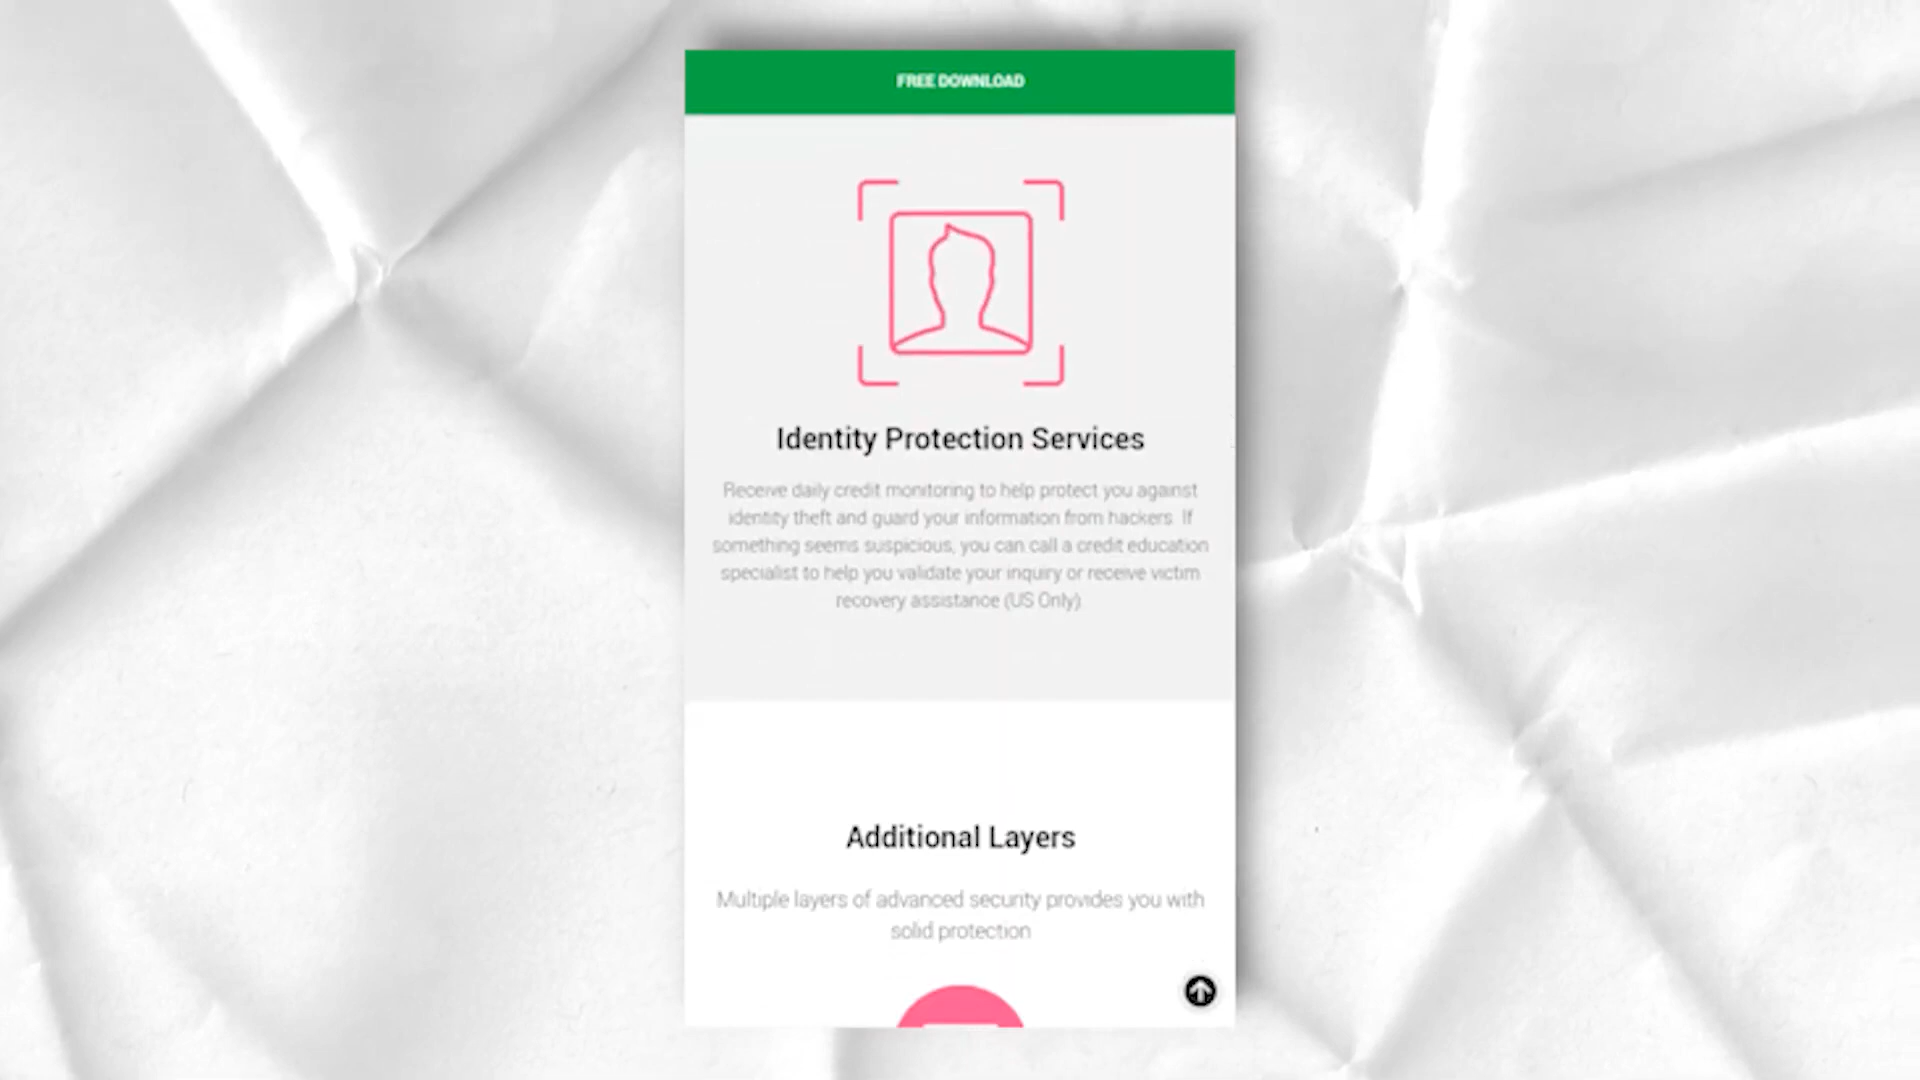 FREE DOWNLOAD
Identity Protection Services
Receive daily credit monitoring to help protect you against
identity theft and guard your information from hackers. If
something seems suspicious, you can call a credit education
specialist to help you validate your inquiry or receive victim
recovery assistance (US Only)
Additional Layers
Multiple layers of advanced security provides you with
solid protection